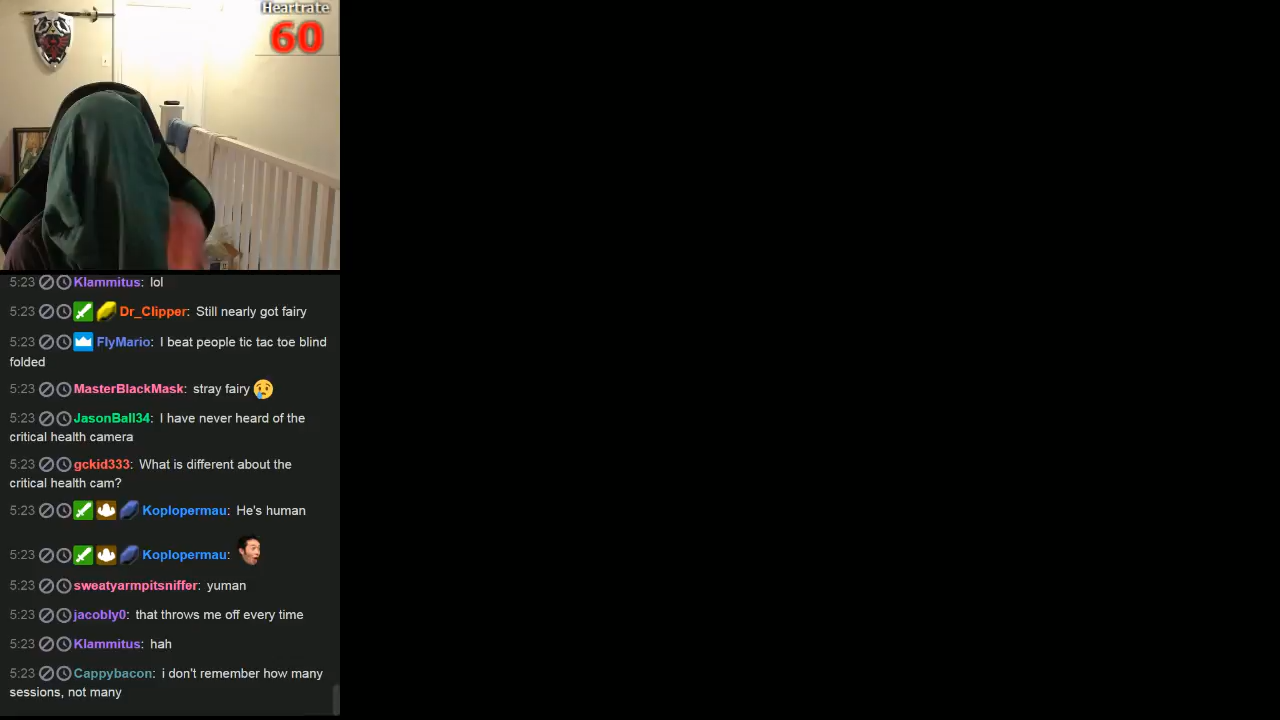 Heartrate
60
5:23 Klammitus: lol
5:23 Dr_Clipper: Still nearly got fairy
5:23 FlyMario: I beat people tic tac toe blind
folded
5:23 MasterBlackMask: stray fairy
5:23 JasonBall34: I have never heard of the
critical health camera
5:23 gckid333: What is different about the
critical health cam?
5:23 Koplopermau: He's human
5:23 Koplopermau:
5:23 sweatyarmpitsniffer: yuman
5:23 jacobly0: that throws me off every time
5:23 Klammitus: hah
5:23 Cappybacon: i don't remember how many
sessions, not many